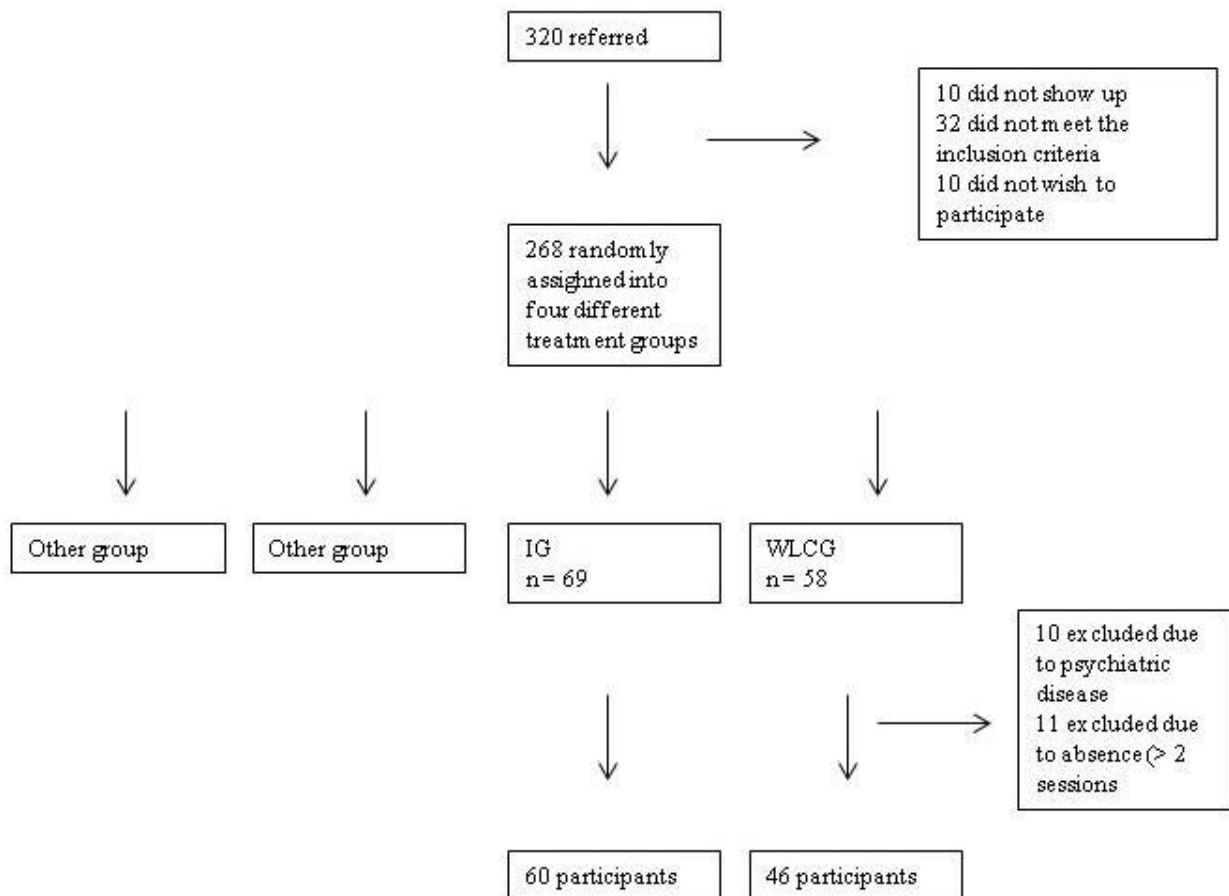 320 referred
10 did not show up
32 did not meet the
inclusion criteria
10 did not wish to
participate
268 randomly
assighned into
four different
treatment groups
Other group
Other group
IG
n= 69
WLCG
n= 58
10 excluded due
to psychiatric
disease
11 excluded due
to absence (> 2
sessions
60 participants
46 participants